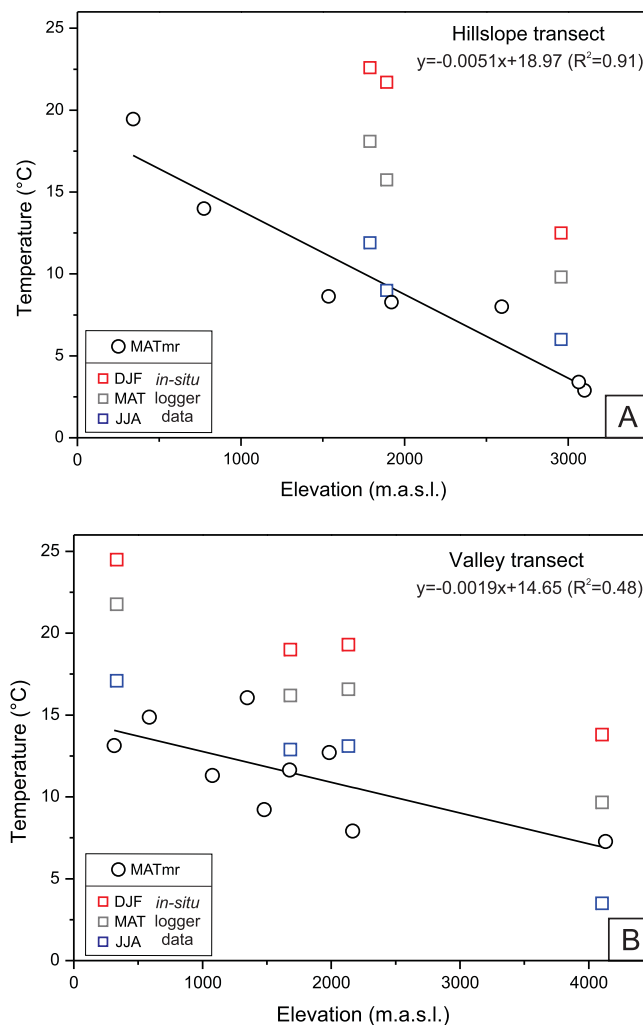 Hillslope transect
y=-0.0051x+18.97 (R²=0.91)
25
20
15
10
5
0
Temperature (°C)
MATmr
DJF in-situ
MAT logger
JJA data
A
0 1000 2000 3000
Elevation (m.a.s.l.)
Valley transect
y=-0.0019x+14.65 (R²=0.48)
25
20
15
10
5
0
Temperature (°C)
MATmr
DJF in-situ
MAT logger
JJA data
B
0 1000 2000 3000 4000
Elevation (m.a.s.l.)